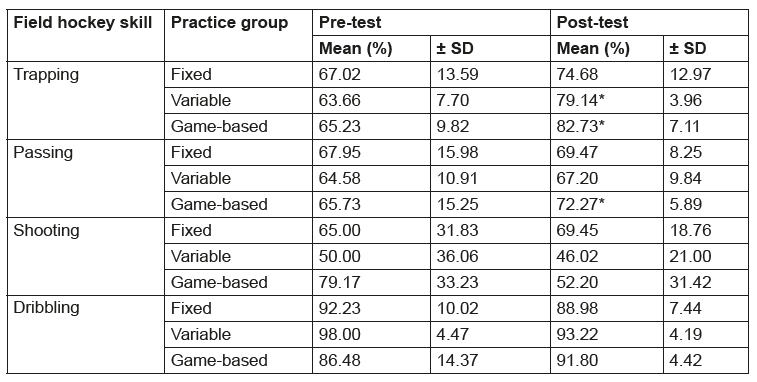 Field hockey skill Practice group Pre-test Post-test
Mean (%) ± SD Mean (%) ± SD
Trapping Fixed 67.02 13.59 74.68 12.97
Variable 63.66 7.70 79.14* 3.96
Game-based 65.23 9.82 82.73* 7.11
Passing Fixed 67.95 15.98 69.47 8.25
Variable 64.58 10.91 67.20 9.84
Game-based 65.73 15.25 72.27* 5.89
Shooting Fixed 65.00 31.83 69.45 18.76
Variable 50.00 36.06 46.02 21.00
Game-based 79.17 33.23 52.20 31.42
Dribbling Fixed 92.23 10.02 88.98 7.44
Variable 98.00 4.47 93.22 4.19
Game-based 86.48 14.37 91.80 4.42